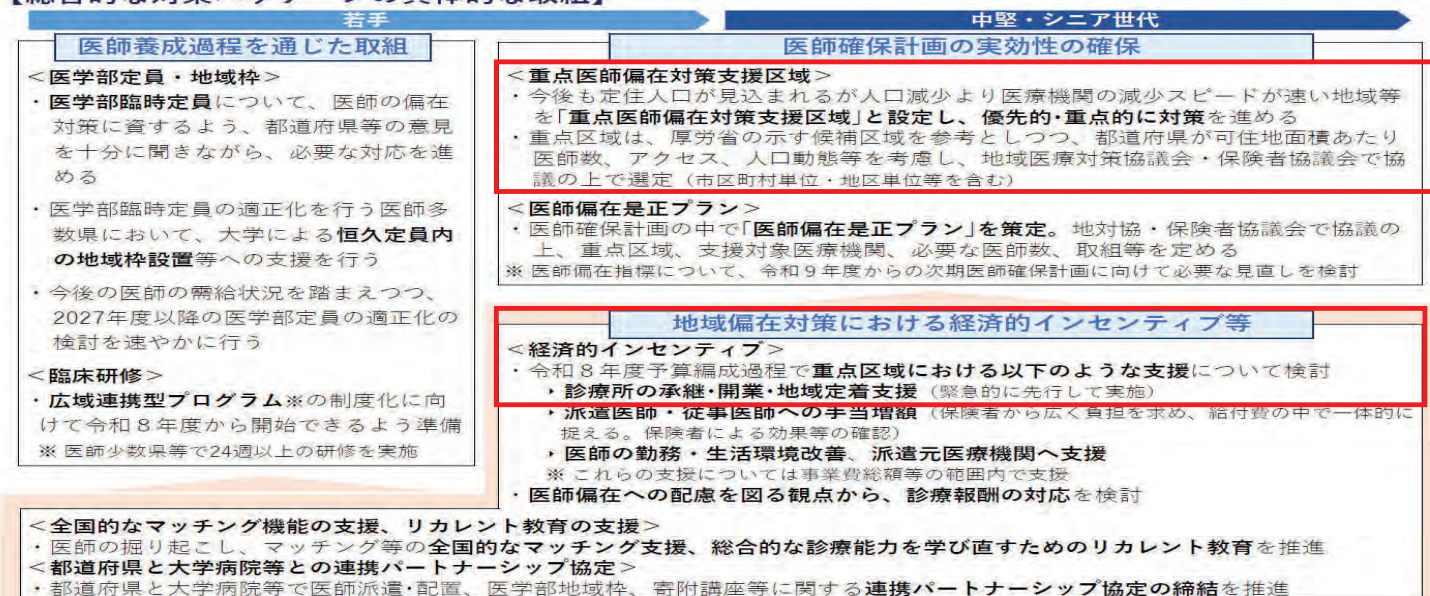 【総合的な対策パッケージの具体的な取組】
若手
中堅・シニア世代
医師養成過程を通じた取組
<医学部定員・地域枠>
・医学部臨時定員について、医師の偏在
対策に資するよう、都道府県等の意見
を十分に聞きながら、必要な対応を進
める
・医学部臨時定員の適正化を行う医師多
数県において、大学による恒久定員内
の地域枠設置等への支援を行う
・今後の医師の需給状況を踏まえつつ、
2027年度以降の医学部定員の適正化の
検討を速やかに行う
<臨床研修>
・広域連携型プログラム※の制度化に向
けて令和８年度から開始できるよう準備
※ 医師少数県等で24週以上の研修を実施
医師確保計画の実効性の確保
<重点医師偏在対策支援区域>
・今後も定住人口が見込まれるが人口減少より医療機関の減少スピードが速い地域等
を「重点医師偏在対策支援区域」と設定し、優先的・重点的に対策を進める
・重点区域は、厚労省の示す候補区域を参考としつつ、都道府県が可住地面積あたり
医師数、アクセス、人口動態等を考慮し、地域医療対策協議会・保険者協議会で協
議の上で選定（市区町村単位・地区単位等を含む）
<医師偏在是正プラン>
・医師確保計画の中で「医師偏在是正プラン」を策定。地対協・保険者協議会で協議の
上、重点区域、支援対象医療機関、必要な医師数、取組等を定める
※ 医師偏在指標について、令和９年度からの次期医師確保計画に向けて必要な見直しを検討
地域偏在対策における経済的インセンティブ等
<経済的インセンティブ>
・令和８年度予算編成過程で重点区域における以下のような支援について検討
▸ 診療所の承継・開業・地域定着支援（緊急的に先行して実施）
▸ 派遣医師・従事医師への手当増額（保険者から広く負担を求め、給付費の中で一体的に
捉える。保険者による効果等の確認）
▸ 医師の勤務・生活環境改善、派遣元医療機関へ支援
※ これらの支援については事業費総額等の範囲内で支援
・医師偏在への配慮を図る観点から、診療報酬の対応を検討
<全国的なマッチング機能の支援、リカレント教育の支援>
・医師の掘り起こし、マッチング等の全国的なマッチング支援、総合的な診療能力を学び直すためのリカレント教育を推進
<都道府県と大学病院等との連携パートナーシップ協定>
・都道府県と大学病院等で医師派遣・配置、医学部地域枠、寄附講座等に関する連携パートナーシップ協定の締結を推進